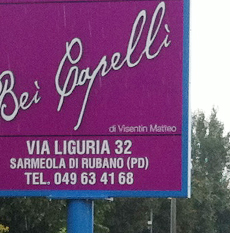 Bei Capelli
di Visentin Matteo
VIA LIGURIA 32
SARMEOLA DI RUBANO (PD)
TEL. 049 63 41 68